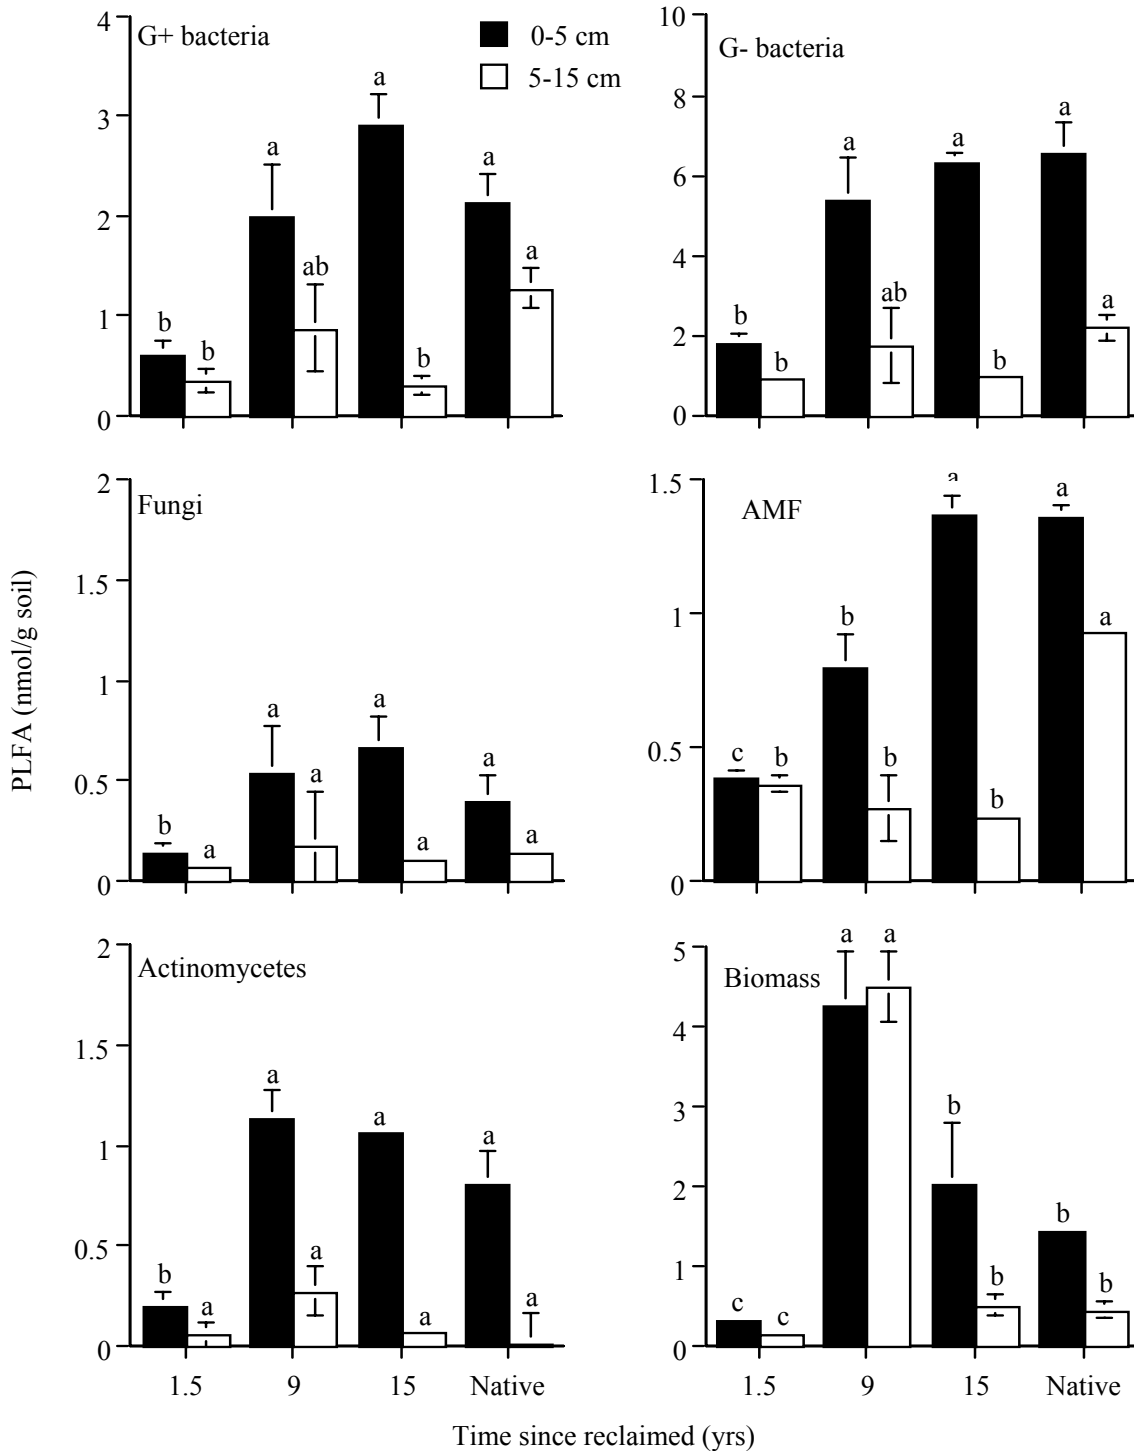 G+ bacteria
0-5 cm
5-15 cm
4
3
2
1
0
b
b
a
ab
a
b
a
a
G- bacteria
10
8
6
4
2
0
b
b
a
ab
a
b
a
a
PLFA (nmol/g soil)
Fungi
2
1.5
1
0.5
0
b
a
a
a
a
a
a
a
AMF
1.5
1
0.5
0
c
b
b
b
a
b
a
a
Actinomycetes
2
1.5
1
0.5
0
b
a
a
a
a
a
a
a
1.5
9
15
Native
Biomass
5
4
3
2
1
0
c
c
a
a
b
b
b
b
1.5
9
15
Native
Time since reclaimed (yrs)